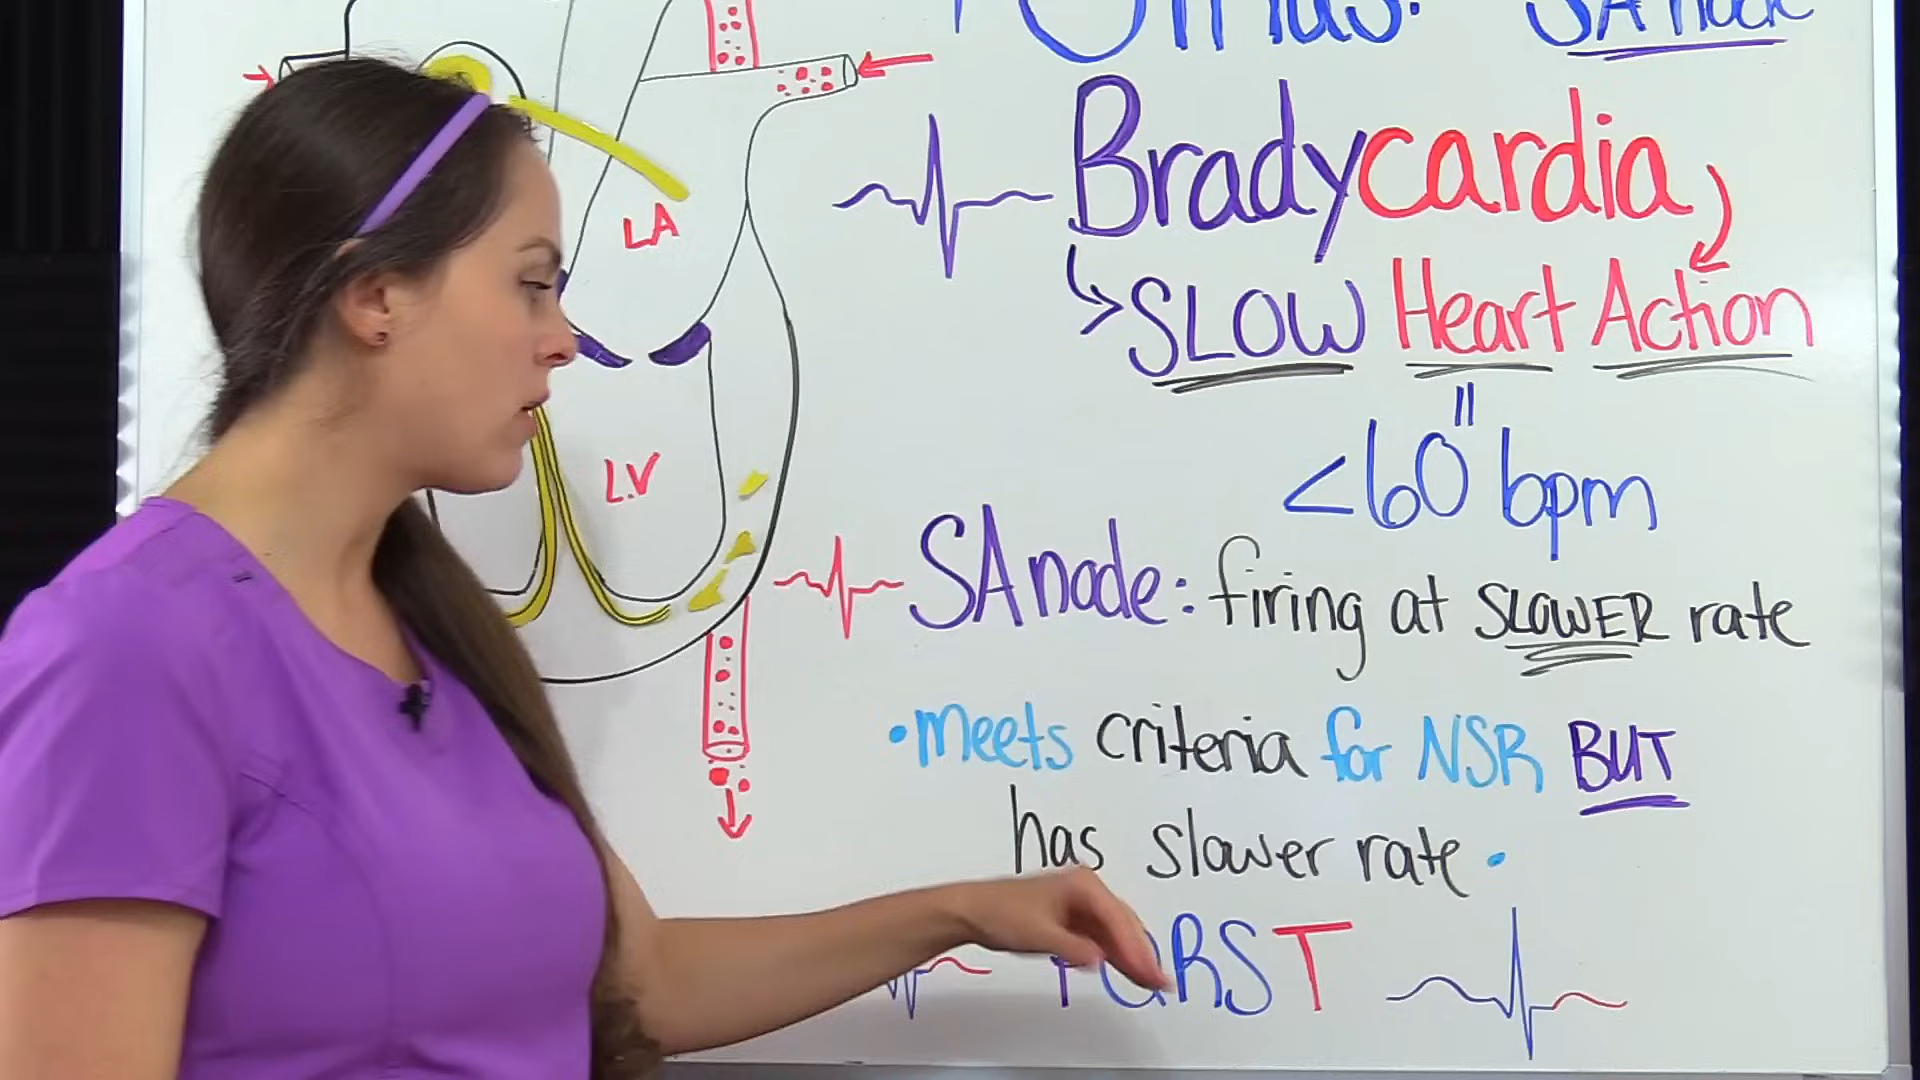 SA node
Bradycardia
SLOW Heart Action
"
<60 bpm
LA
LV
SA node: firing at SLOWER rate
•meets criteria for NSR BUT
has slower rate •
QRS T